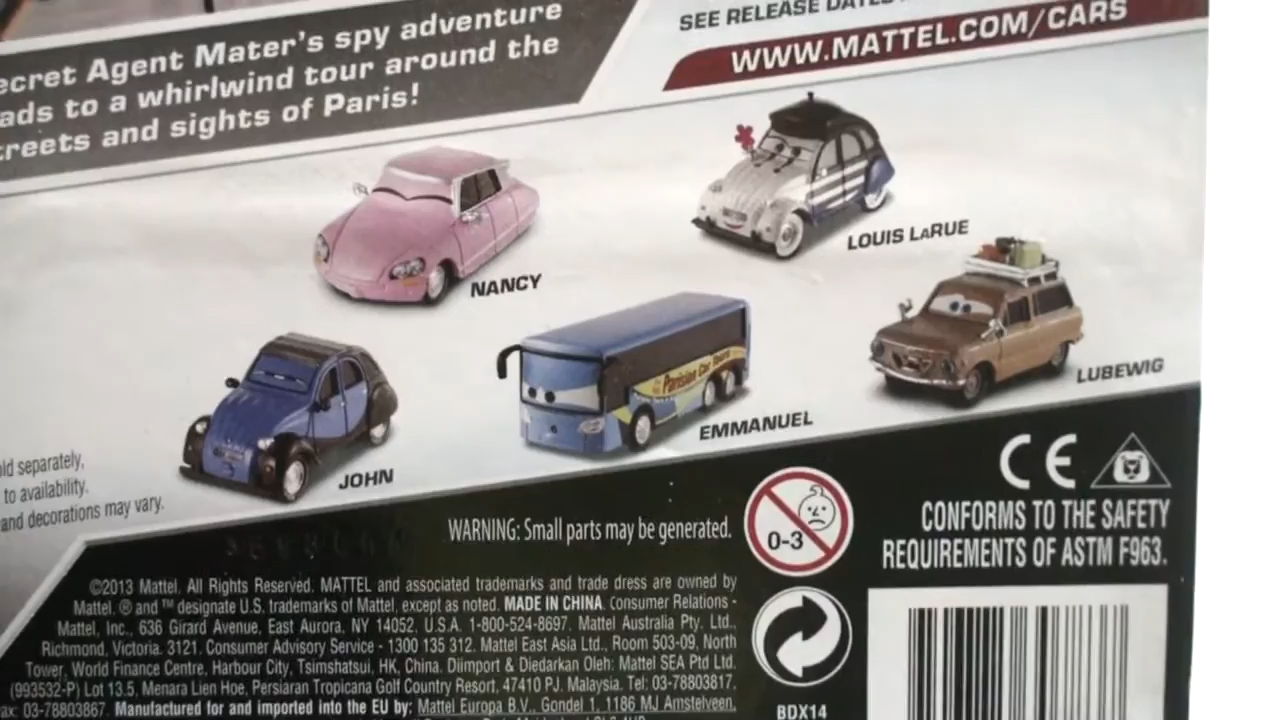 ecret Agent Mater's spy adventure
ads to a whirlwind tour around the
treets and sights of Paris!
SEE RELEASE DATES
WWW.MATTEL.COM/CARS
NANCY
LOUIS LaRUE
JOHN
Parisian Car Tours
EMMANUEL
LUBEWIG
ld separately,
to availability.
and decorations may vary.
WARNING: Small parts may be generated.
0-3
CE
CONFORMS TO THE SAFETY
REQUIREMENTS OF ASTM F963.
©2013 Mattel. All Rights Reserved. MATTEL and associated trademarks and trade dress are owned by
Mattel. ® and ™ designate U.S. trademarks of Mattel, except as noted. MADE IN CHINA. Consumer Relations -
Mattel, Inc., 636 Girard Avenue, East Aurora, NY 14052, U.S.A. 1-800-524-8697. Mattel Australia Pty. Ltd.,
Richmond, Victoria. 3121. Consumer Advisory Service - 1300 135 312. Mattel East Asia Ltd., Room 503-09, North
Tower, World Finance Centre, Harbour City, Tsimshatsui, HK, China. Diimport & Diedarkan Oleh: Mattel SEA Ptd Ltd.
(993532-P) Lot 13.5, Menara Lien Hoe, Persiaran Tropicana Golf Country Resort, 47410 PJ. Malaysia. Tel: 03-78803817,
ax: 03-78803867. Manufactured for and imported into the EU by: Mattel Europa B.V., Gondel 1, 1186 MJ Amstelveen,
BDX14